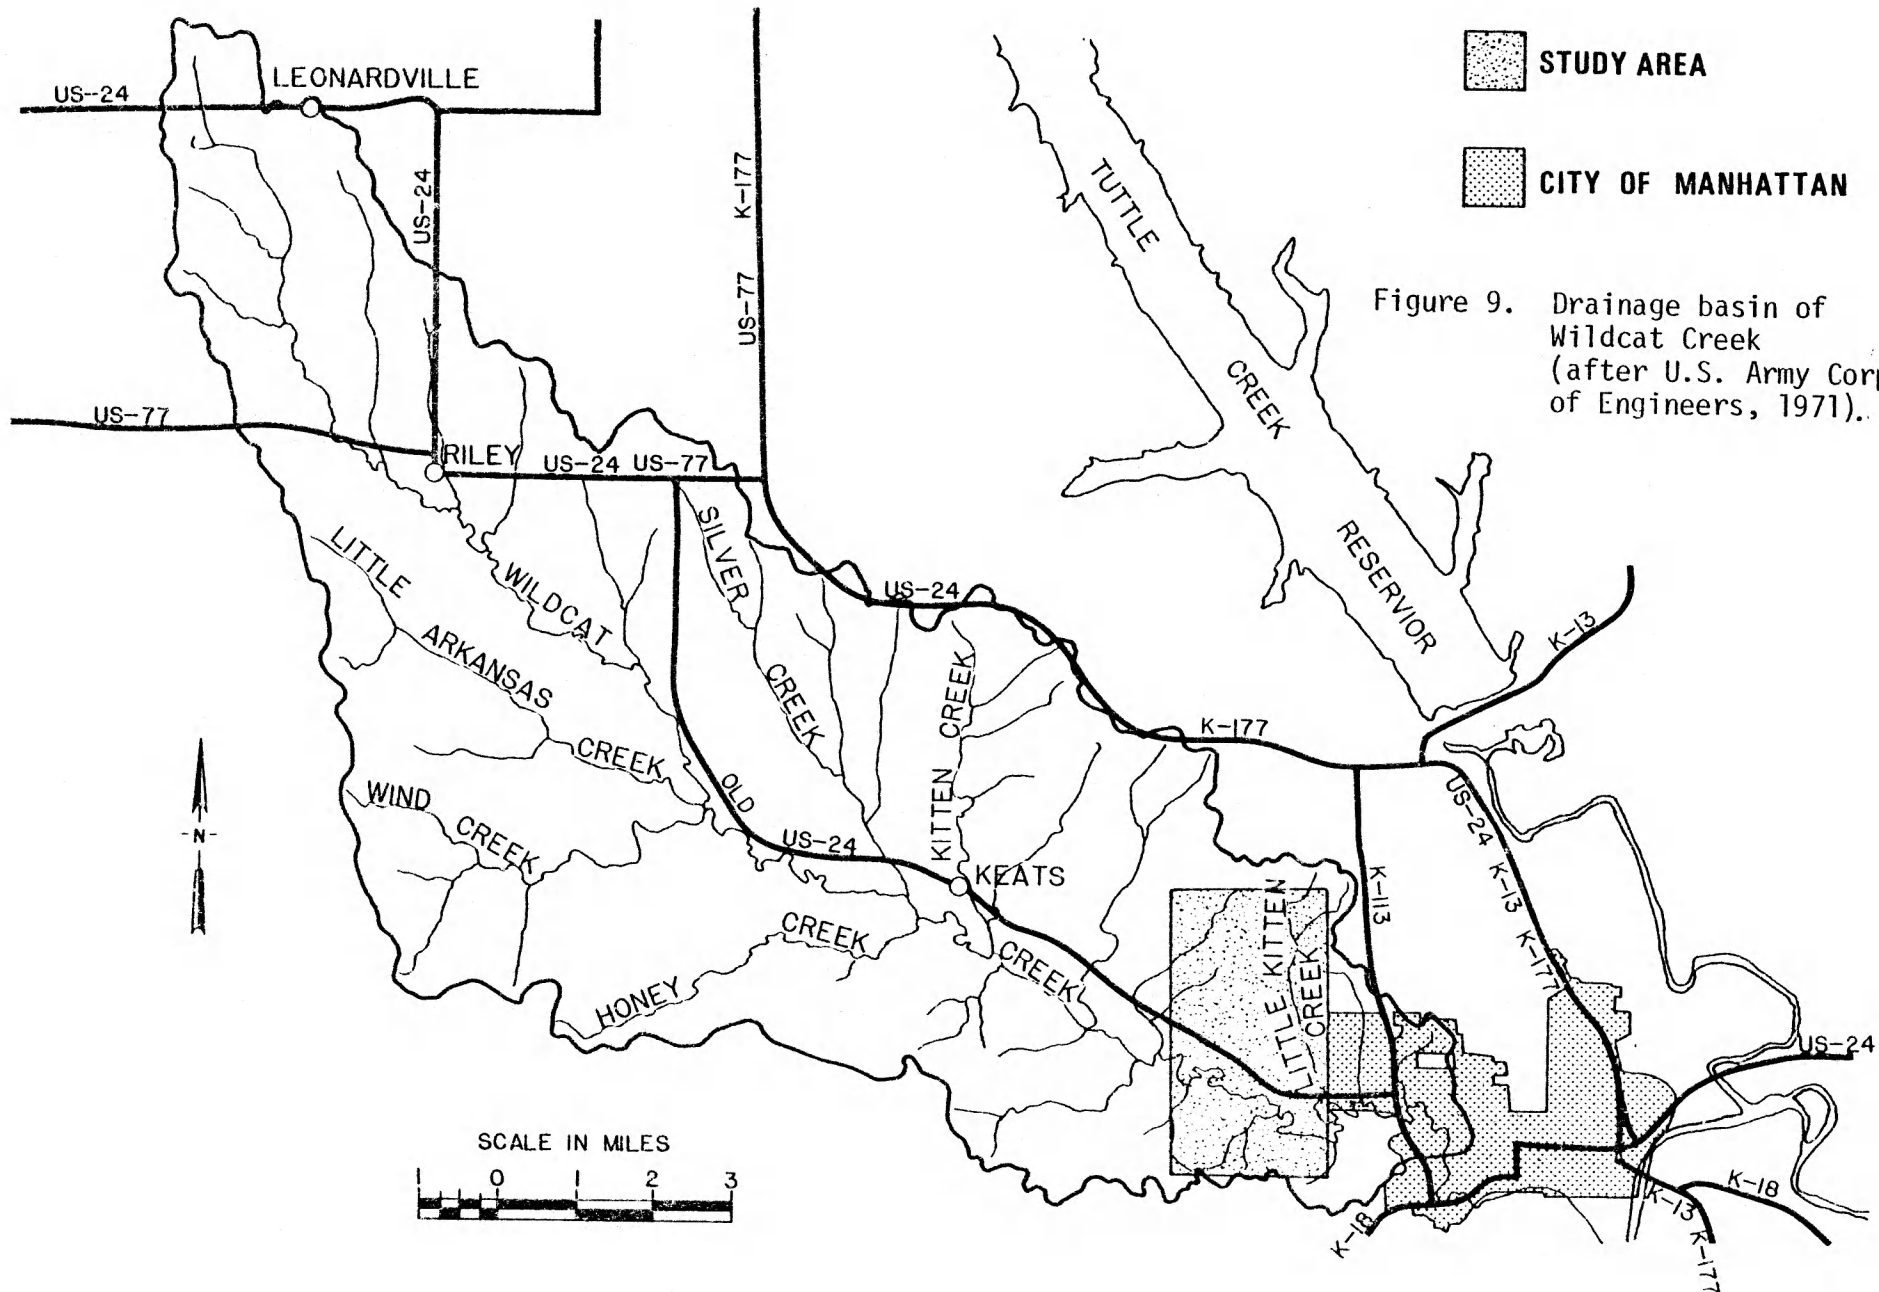 STUDY AREA
CITY OF MANHATTAN
Figure 9. Drainage basin of
Wildcat Creek
(after U.S. Army Corp
of Engineers, 1971).
LEONARDVILLE
US-24
US-24
K-177
US-77
TUTTLE
CREEK
RESERVIOR
US-77
RILEY
US-24 US-77
SILVER
CREEK
LITTLE
ARKANSAS
CREEK
WILDCAT
CREEK
US-24
K-13
KITTEN CREEK
K-177
WIND
CREEK
OLD
US-24
KEATS
US-24
K-13
K-177
K-113
LITTLE KITTEN
CREEK
HONEY
CREEK
-N-
US-24
SCALE IN MILES
1 0 1 2 3
K-18
K-13
K-18
K-177